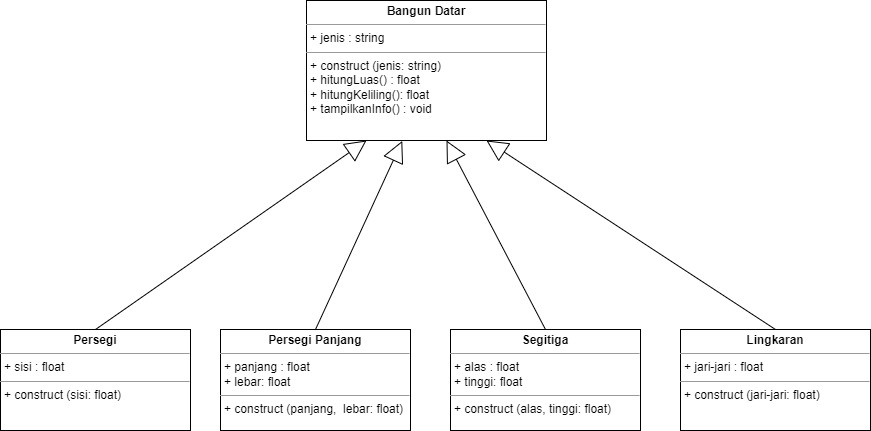 Bangun Datar
+ jenis : string
+ construct (jenis: string)
+ hitungLuas() : float
+ hitungKeliling(): float
+ tampilkanInfo() : void
Persegi
+ sisi : float
+ construct (sisi: float)
Persegi Panjang
+ panjang : float
+ lebar: float
+ construct (panjang, lebar: float)
Segitiga
+ alas : float
+ tinggi: float
+ construct (alas, tinggi: float)
Lingkaran
+ jari-jari : float
+ construct (jari-jari: float)